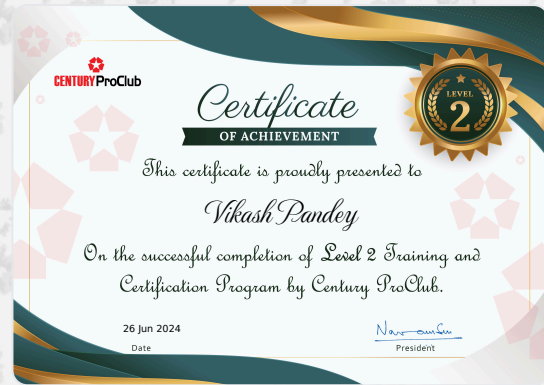 CENTURY ProClub
LEVEL
2
Certificate
OF ACHIEVEMENT
This certificate is proudly presented to
Vikash Pandey
On the successful completion of Level 2 Training and
Certification Program by Century ProClub.
26 Jun 2024
Date
President